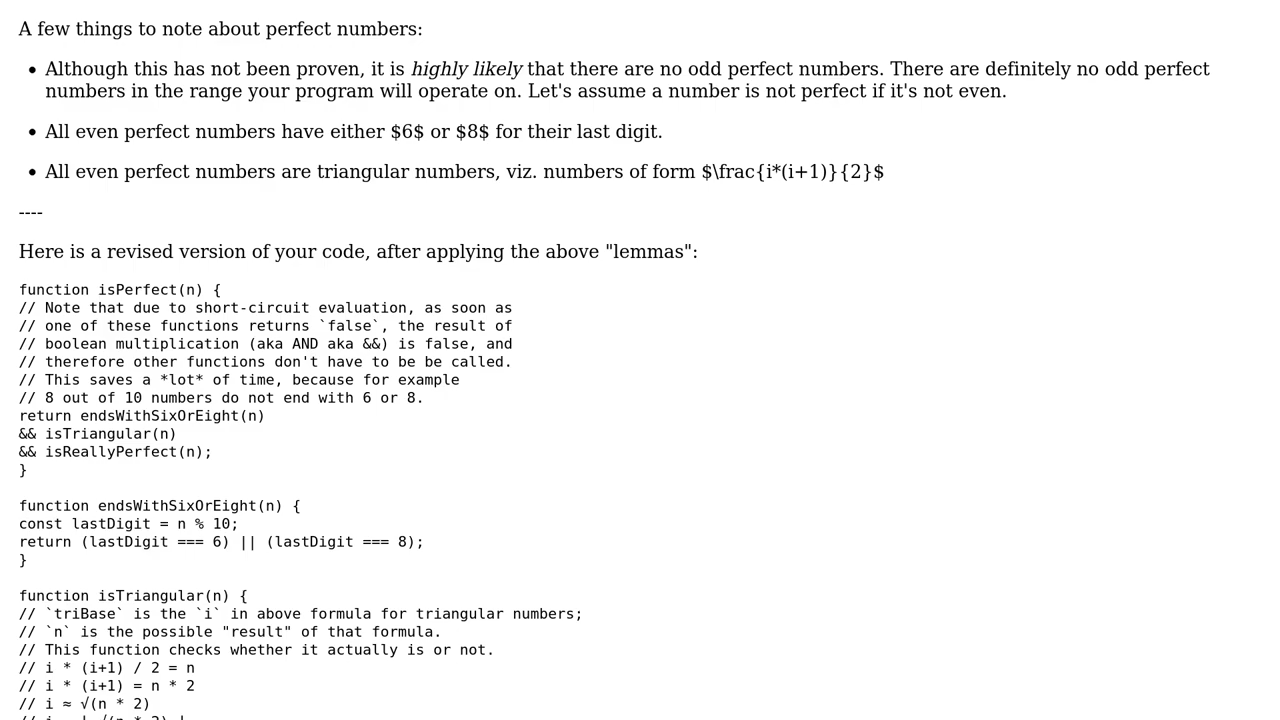 A few things to note about perfect numbers:
• Although this has not been proven, it is highly likely that there are no odd perfect numbers. There are definitely no odd perfect
numbers in the range your program will operate on. Let's assume a number is not perfect if it's not even.
• All even perfect numbers have either $6$ or $8$ for their last digit.
• All even perfect numbers are triangular numbers, viz. numbers of form $\frac{i*(i+1)}{2}$
----
Here is a revised version of your code, after applying the above "lemmas":
function isPerfect(n) {
// Note that due to short-circuit evaluation, as soon as
// one of these functions returns `false`, the result of
// boolean multiplication (aka AND aka &&) is false, and
// therefore other functions don't have to be be called.
// This saves a *lot* of time, because for example
// 8 out of 10 numbers do not end with 6 or 8.
return endsWithSixOrEight(n)
&& isTriangular(n)
&& isReallyPerfect(n);
}
function endsWithSixOrEight(n) {
const lastDigit = n % 10;
return (lastDigit === 6) || (lastDigit === 8);
}
function isTriangular(n) {
// `triBase` is the `i` in above formula for triangular numbers;
// `n` is the possible "result" of that formula.
// This function checks whether it actually is or not.
// i * (i+1) / 2 = n
// i * (i+1) = n * 2
// i ≈ √(n * 2)